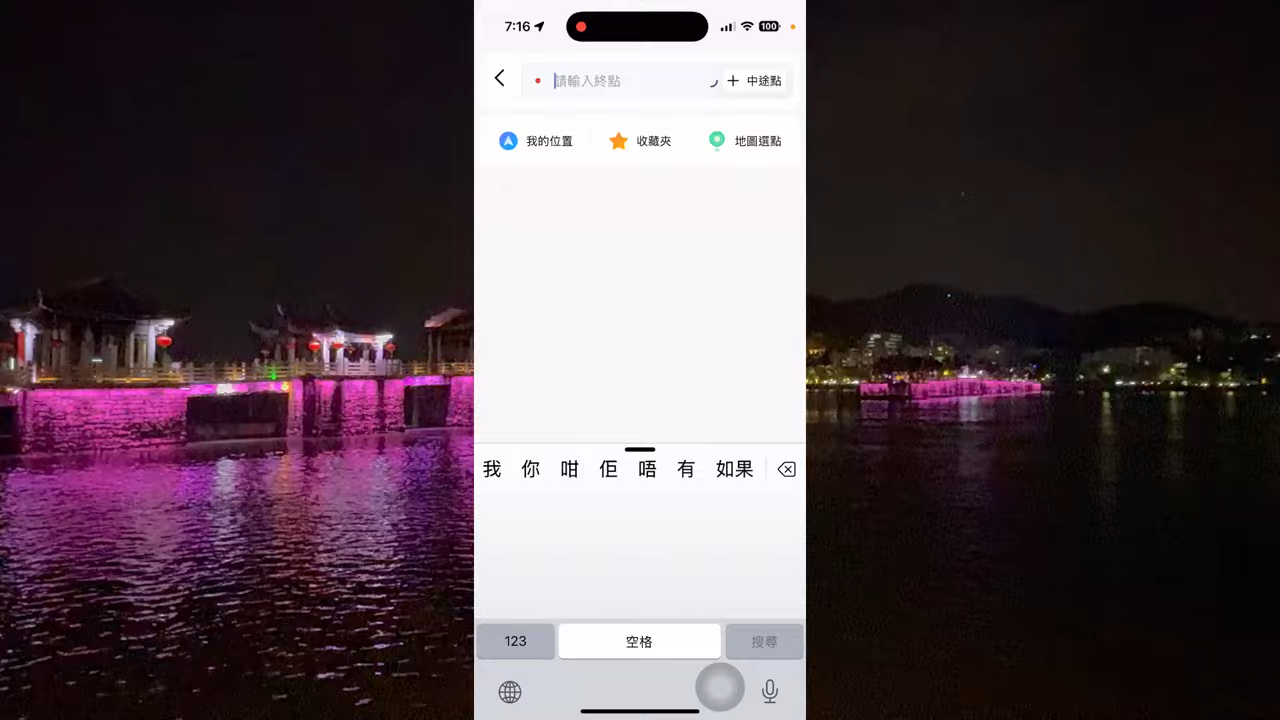 7:16
100
請輸入終點
中途點
我的位置 收藏夾 地圖選點
我 你 咁 佢 唔 有 如果
123 空格 搜尋